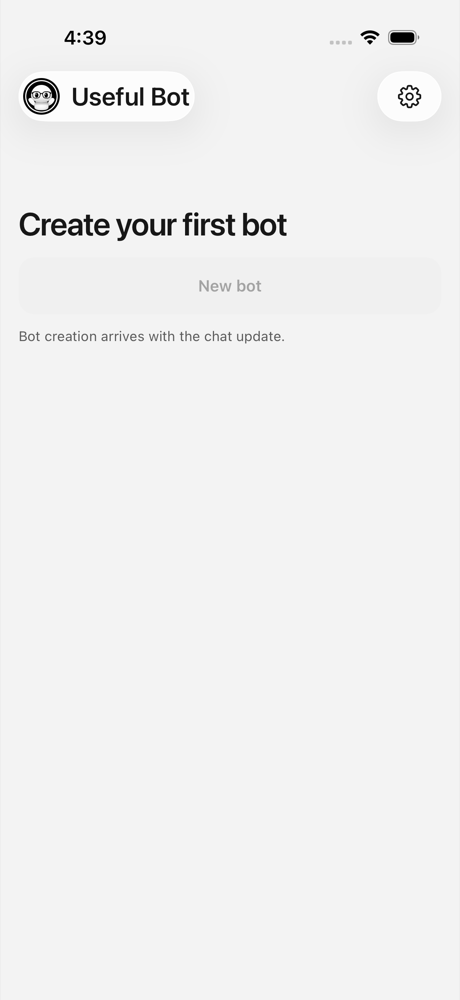 4:39
Useful Bot
Create your first bot
New bot
Bot creation arrives with the chat update.